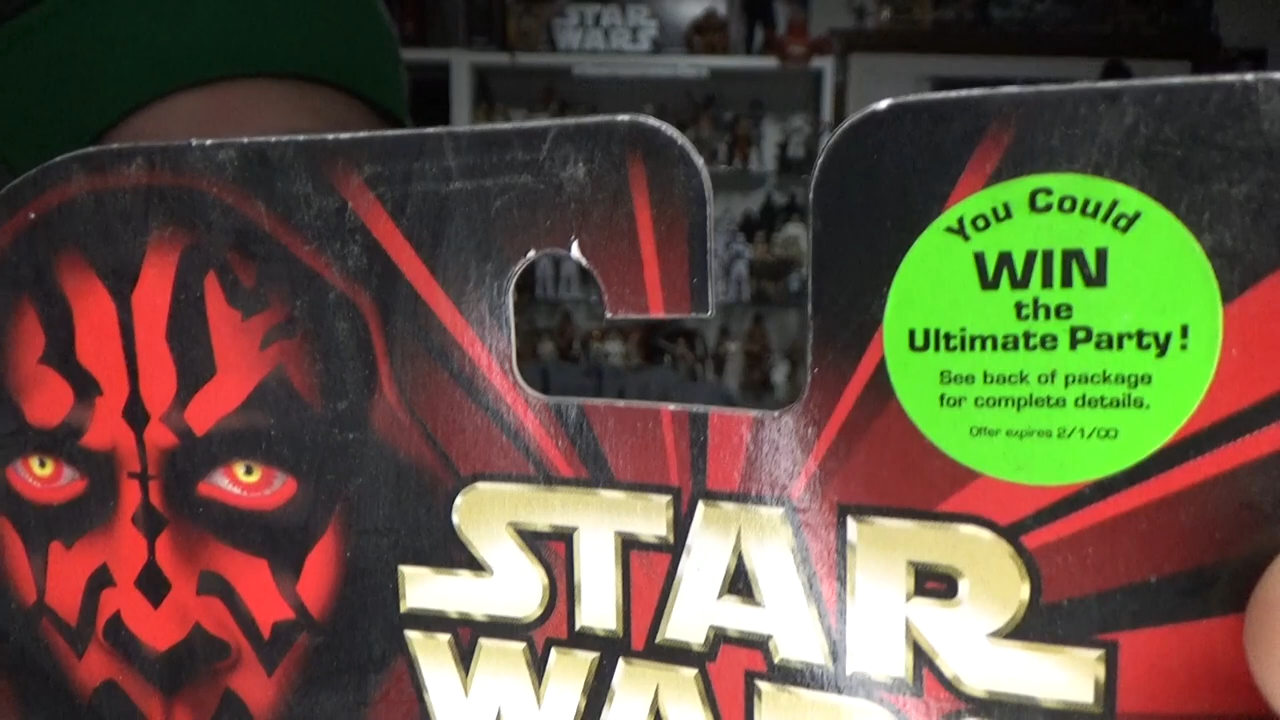 STAR
WARS
You Could
WIN
the
Ultimate Party!
See back of package
for complete details.
Offer expires 2/1/00
STAR
WARS